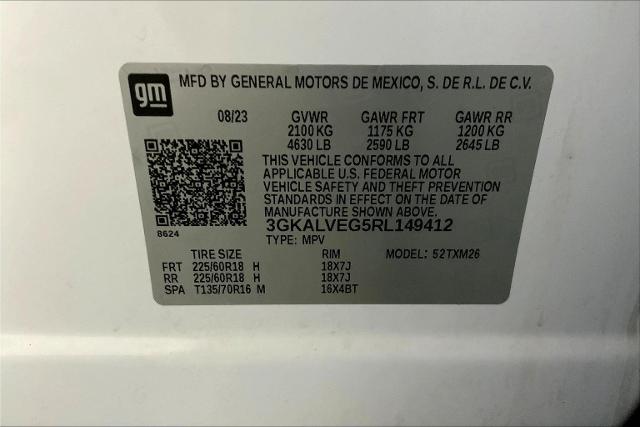 gm
MFD BY GENERAL MOTORS DE MEXICO, S. DE R.L. DE C.V.
08/23 GVWR GAWR FRT GAWR RR
2100 KG 1175 KG 1200 KG
4630 LB 2590 LB 2645 LB
THIS VEHICLE CONFORMS TO ALL
APPLICABLE U.S. FEDERAL MOTOR
VEHICLE SAFETY AND THEFT PREVENTION
STANDARDS IN EFFECT ON THE DATE OF
MANUFACTURE SHOWN ABOVE.
3GKALVEG5RL149412
8624
TYPE: MPV
TIRE SIZE RIM MODEL: 52TXM26
FRT 225/60R18 H 18X7J
RR 225/60R18 H 18X7J
SPA T135/70R16 M 16X4BT